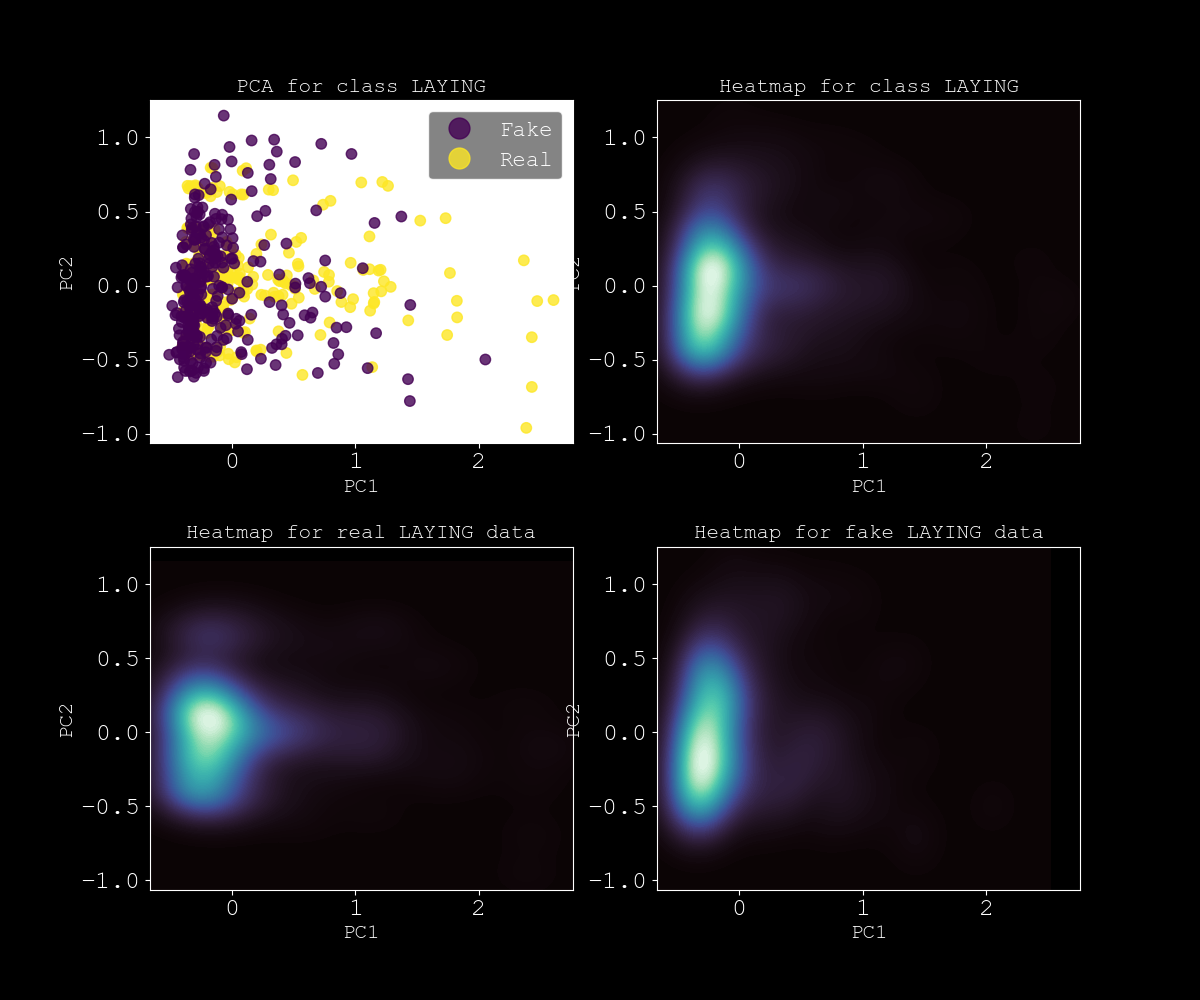 PCA for class LAYING
Heatmap for class LAYING
Fake
Real
1.0
0.5
0.0
−0.5
−1.0
PC2
0
1
2
PC1
1.0
0.5
0.0
−0.5
−1.0
PC2
0
1
2
PC1
Heatmap for real LAYING data
Heatmap for fake LAYING data
1.0
0.5
0.0
−0.5
−1.0
PC2
0
1
2
PC1
1.0
0.5
0.0
−0.5
−1.0
PC2
0
1
2
PC1